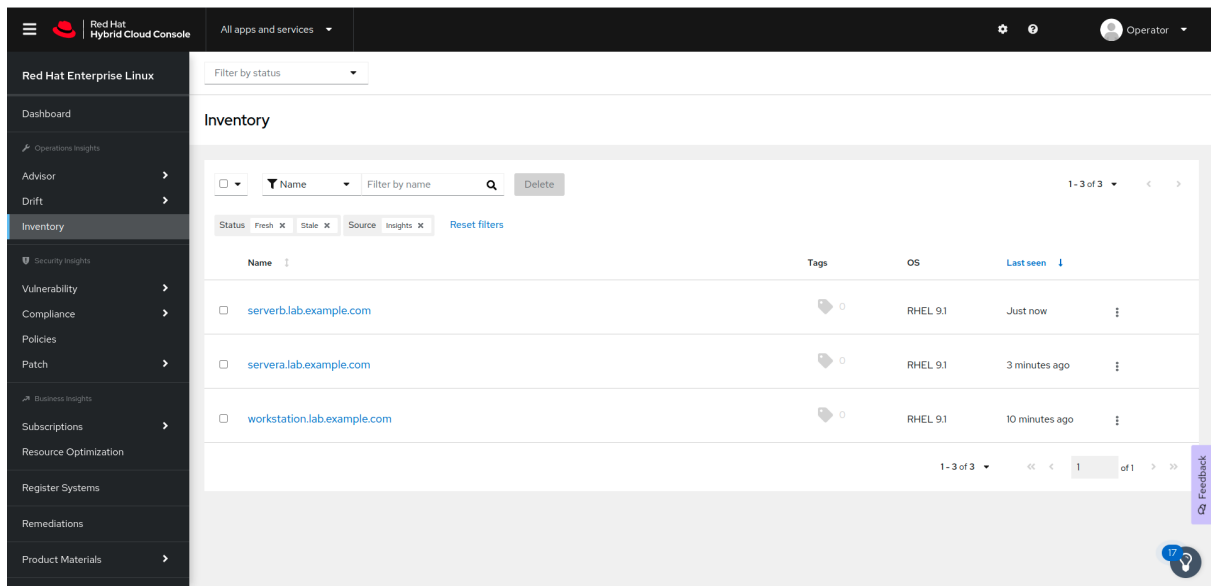 Red Hat
Hybrid Cloud Console
All apps and services
Operator
Red Hat Enterprise Linux
Dashboard
Operations Insights
Advisor
Drift
Inventory
Security Insights
Vulnerability
Compliance
Policies
Patch
Business Insights
Subscriptions
Resource Optimization
Register Systems
Remediations
Product Materials
Filter by status
Inventory
Name Filter by name Delete 1 - 3 of 3
Status Fresh Stale Source Insights Reset filters
Name Tags OS Last seen
serverb.lab.example.com 0 RHEL 9.1 Just now
servera.lab.example.com 0 RHEL 9.1 3 minutes ago
workstation.lab.example.com 0 RHEL 9.1 10 minutes ago
1 - 3 of 3 1 of 1
Feedback
17